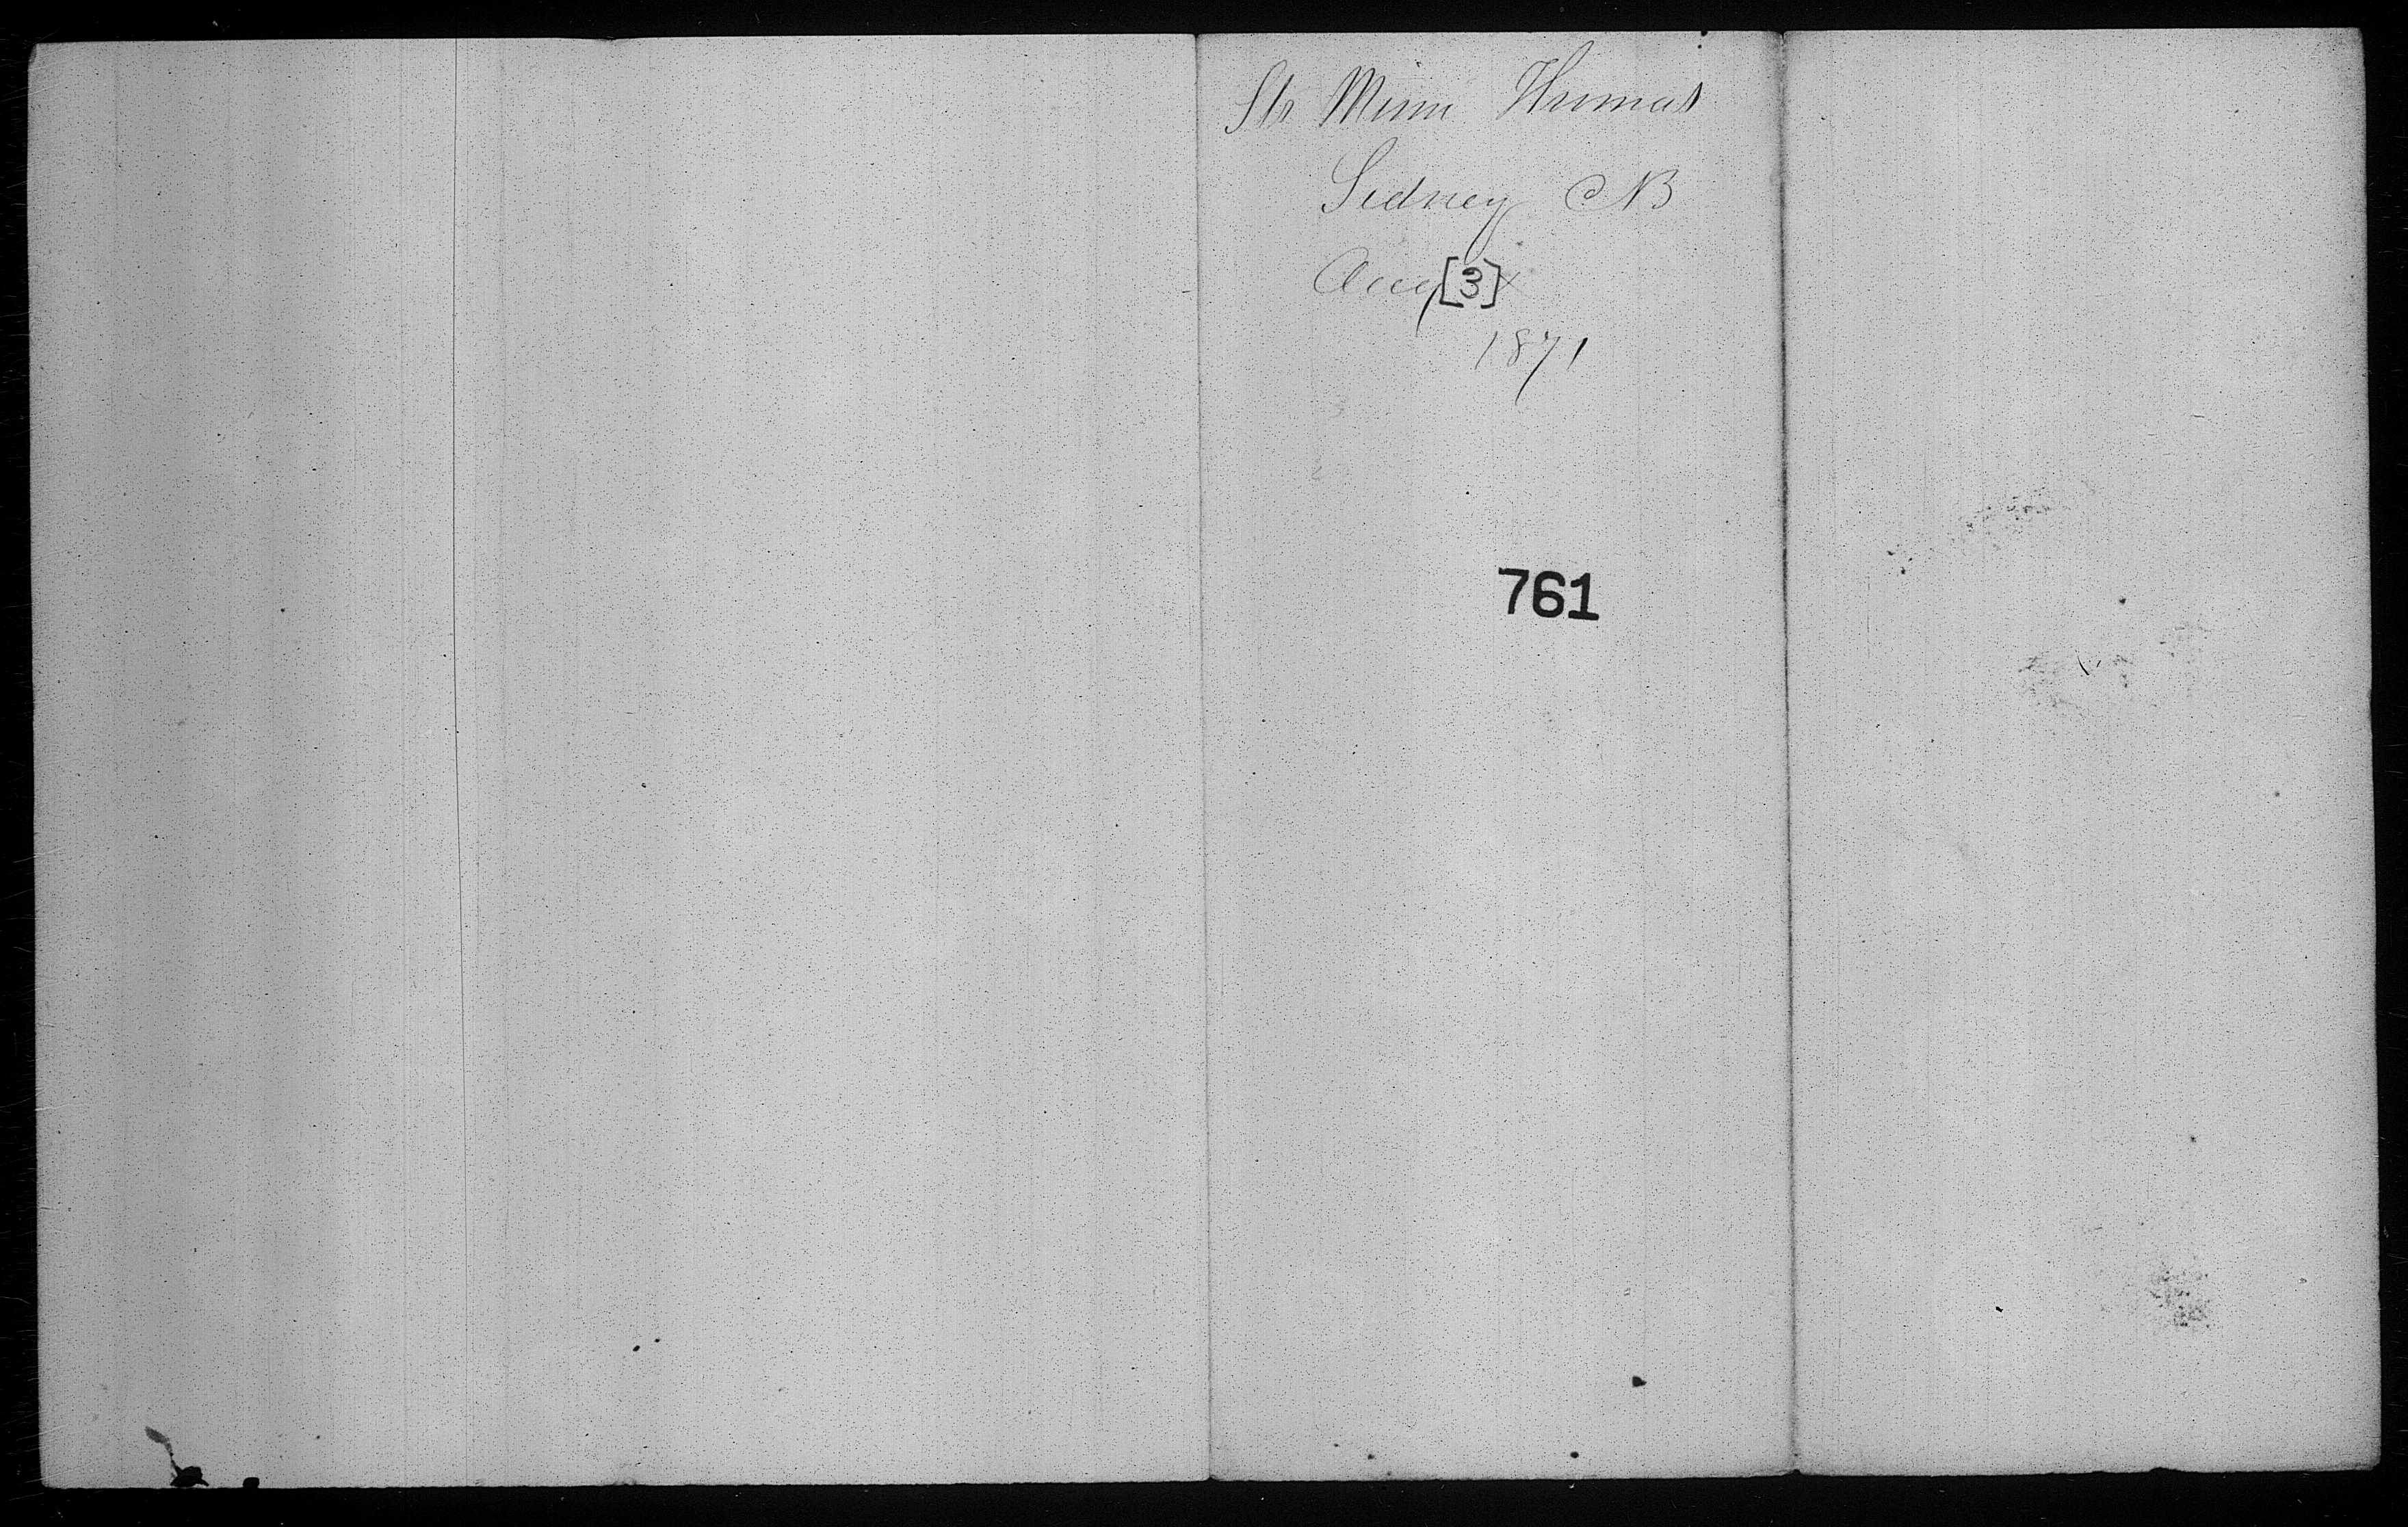 Str Minn Thomas
Sidney CB
Aug [3]
1871
761